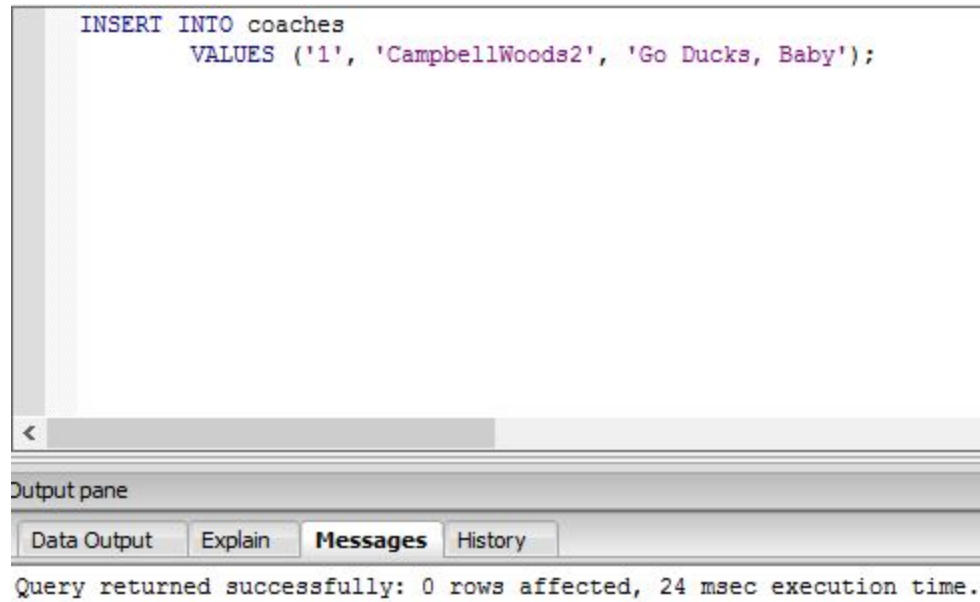 INSERT INTO coaches
VALUES ('1', 'CampbellWoods2', 'Go Ducks, Baby');
<
Output pane
Data Output Explain Messages History
Query returned successfully: 0 rows affected, 24 msec execution time.